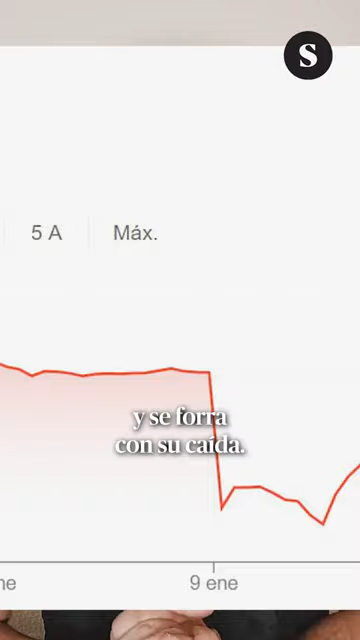 S
5 A
Máx.
y se forra
con su caída.
ne
9 ene